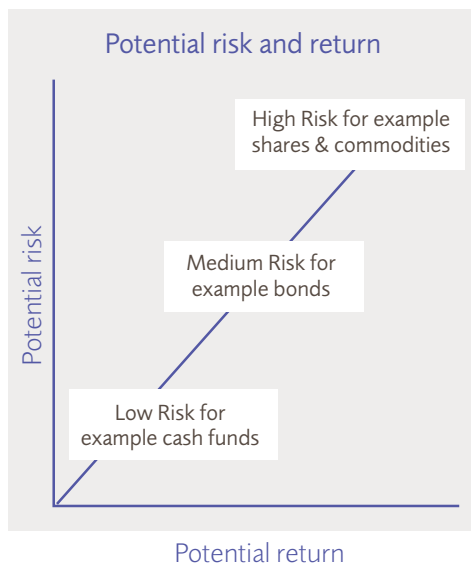 Potential risk and return
High Risk for example
shares & commodities
Potential risk
Medium Risk for
example bonds
Low Risk for
example cash funds
Potential return